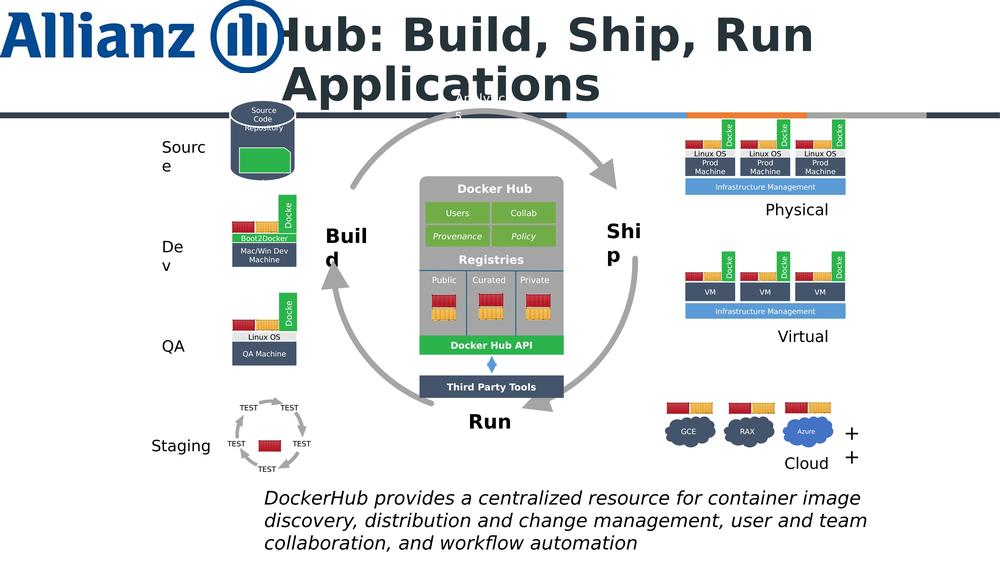 Allianz
Hub: Build, Ship, Run
Applications
Source
Code
Repository
Sourc
e
Docke
Boot2Docker
Mac/Win Dev
Machine
De
v
Docke
Linux OS
QA Machine
QA
TEST
TEST
TEST
TEST
TEST
Staging
Buil
d
Docker Hub
Users
Collab
Provenance
Policy
Registries
Public
Curated
Private
Docker Hub API
Third Party Tools
Run
Shi
p
Docke
Docke
Docke
Linux OS
Linux OS
Linux OS
Prod
Machine
Prod
Machine
Prod
Machine
Infrastructure Management
Physical
Docke
Docke
Docke
VM
VM
VM
Infrastructure Management
Virtual
GCE
RAX
Azure
+
+
Cloud
DockerHub provides a centralized resource for container image
discovery, distribution and change management, user and team
collaboration, and workflow automation